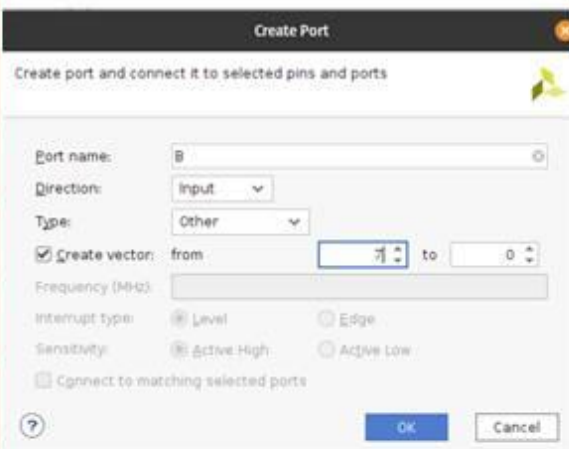 Create Port
Create port and connect it to selected pins and ports
Port name: B
Direction: Input
Type: Other
Create vector: from 7 to 0
Frequency (MHz):
Interrupt type: Level Edge
Sensitivity: Active High Active Low
Connect to matching selected ports
? OK Cancel